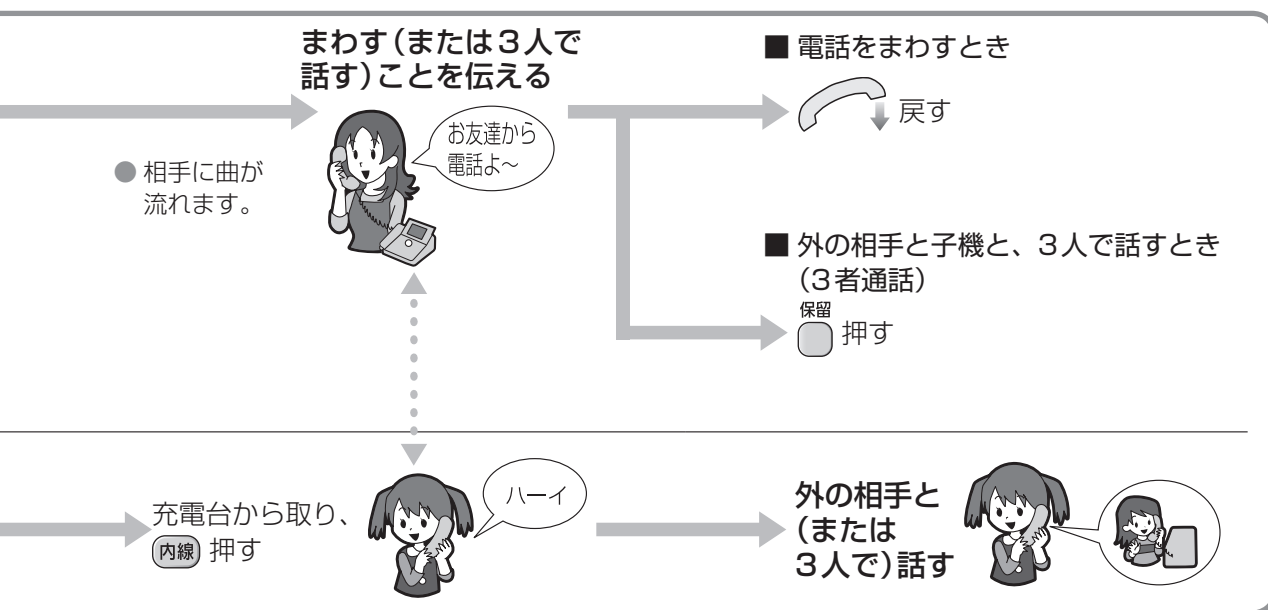 まわす(または3人で
話す)ことを伝える
● 相手に曲が
流れます。
お友達から
電話よ～
■ 電話をまわすとき
戻す
■ 外の相手と子機と、3人で話すとき
(3者通話)
保留
押す
充電台から取り、
内線 押す
ハーイ
外の相手と
(または
3人で)話す